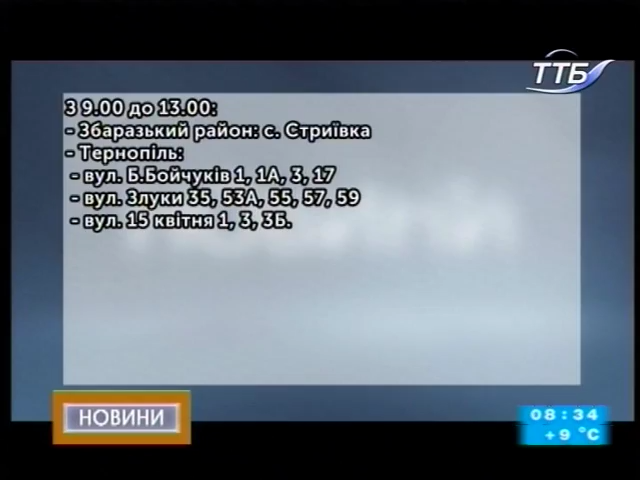 ТТБ
З 9.00 до 13.00:
- Збаразький район: с. Стриївка
- Тернопіль:
- вул. Б.Бойчуків 1, 1А, 3, 17
- вул. Злуки 35, 53А, 55, 57, 59
- вул. 15 квітня 1, 3, 3Б.
НОВИНИ
08:34
+9 °C